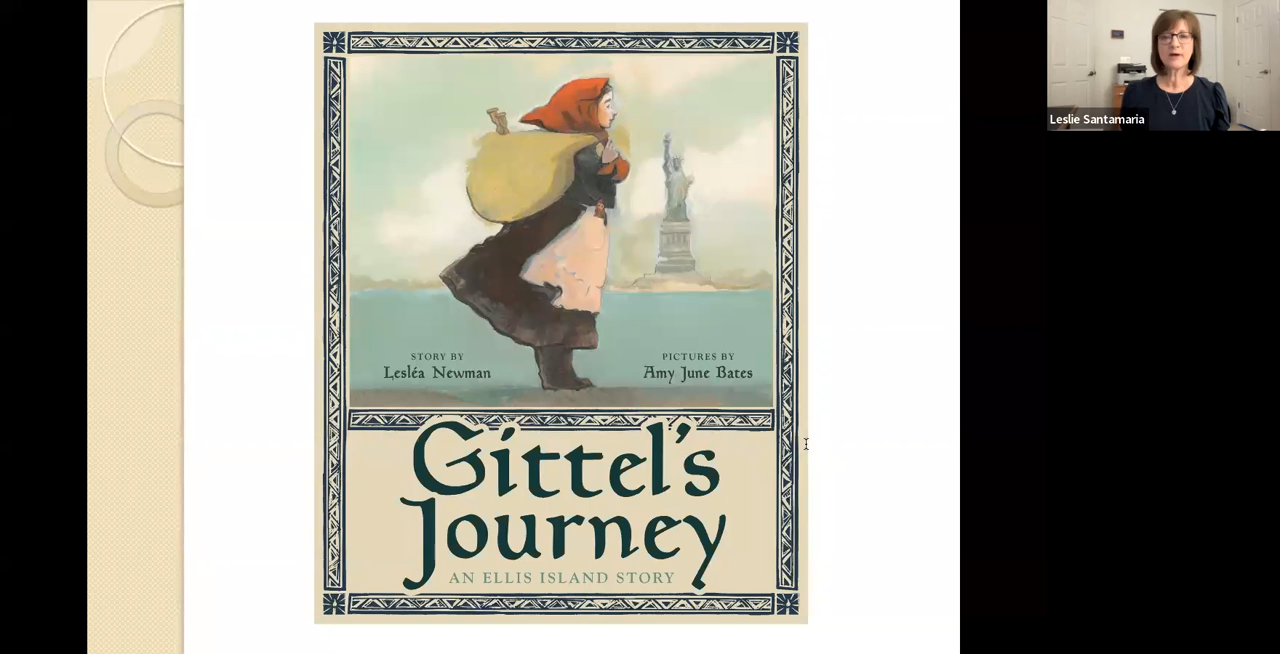 STORY BY
Lesléa Newman
PICTURES BY
Amy June Bates
Gittel's
Journey
AN ELLIS ISLAND STORY
Leslie Santamaria